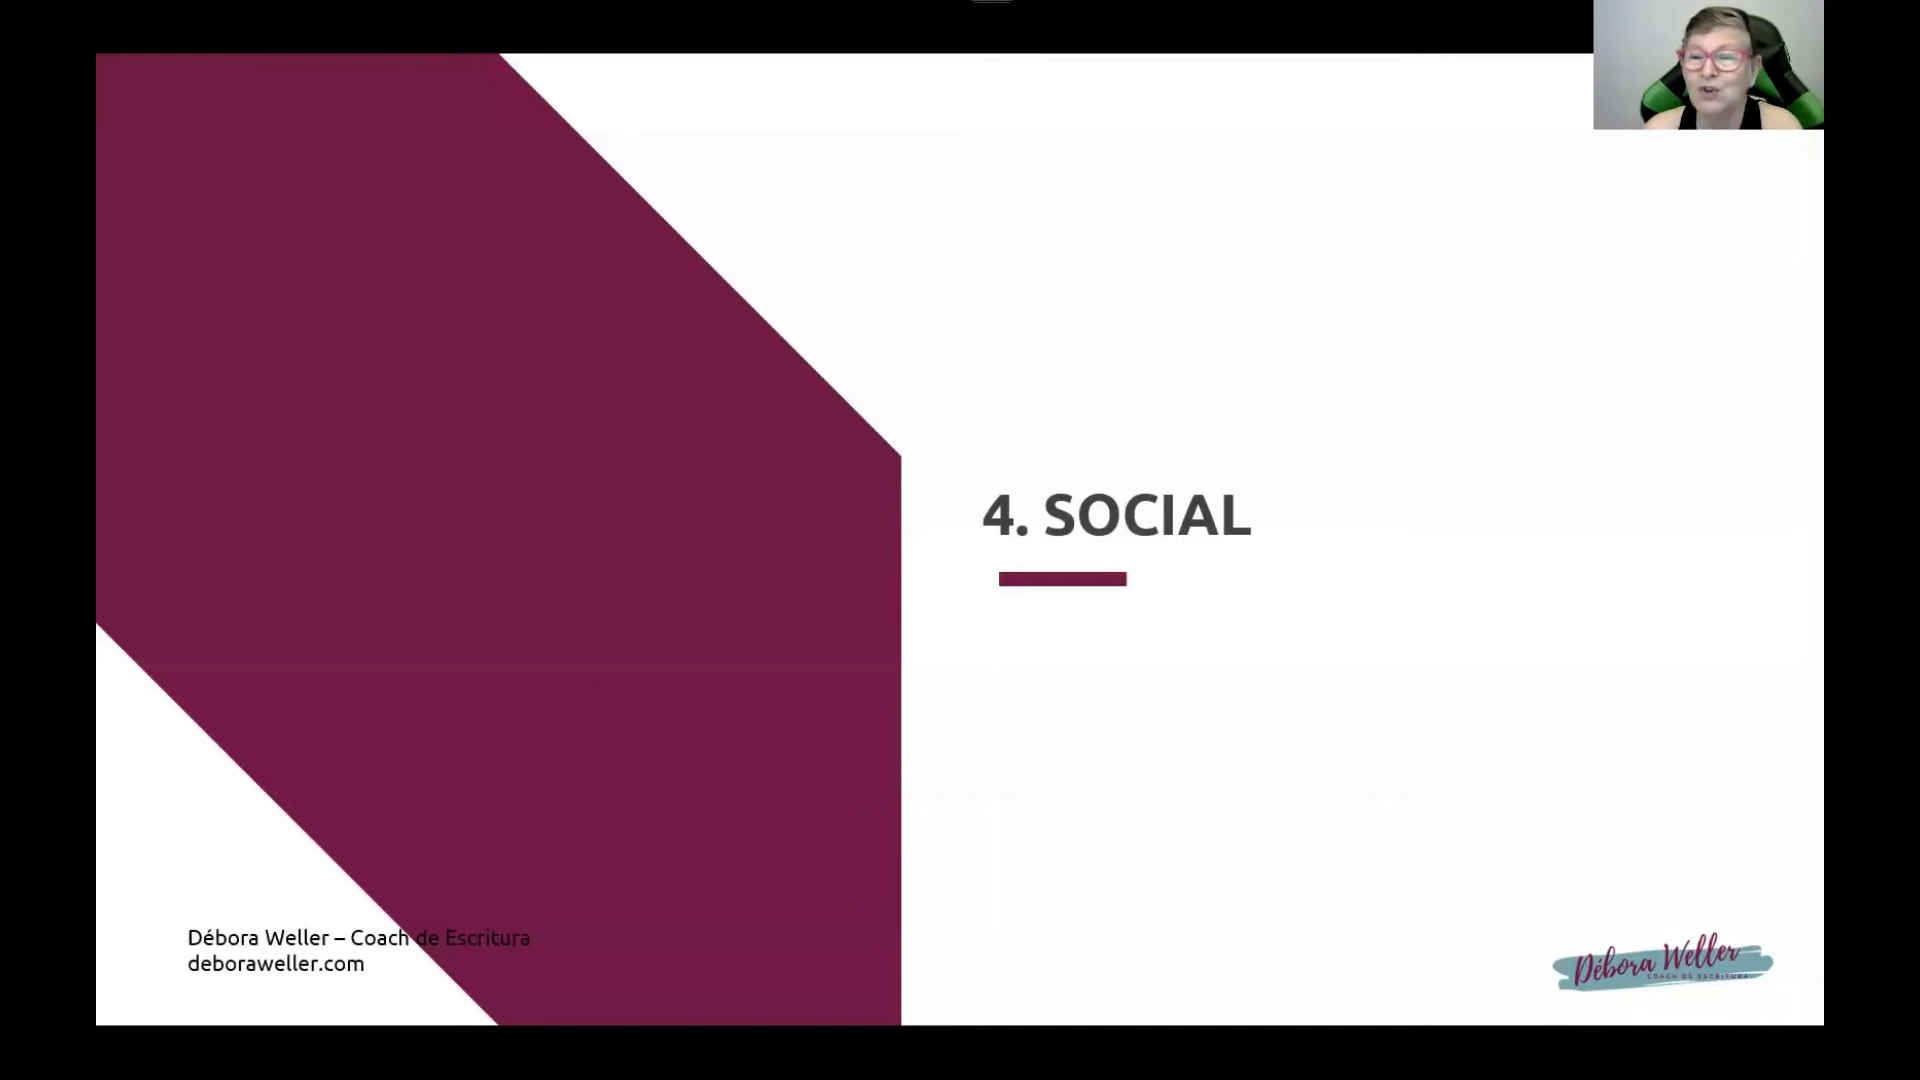 4. SOCIAL
Débora Weller – Coach de Escritura
deboraweller.com
Débora Weller
COACH DE ESCRITURA